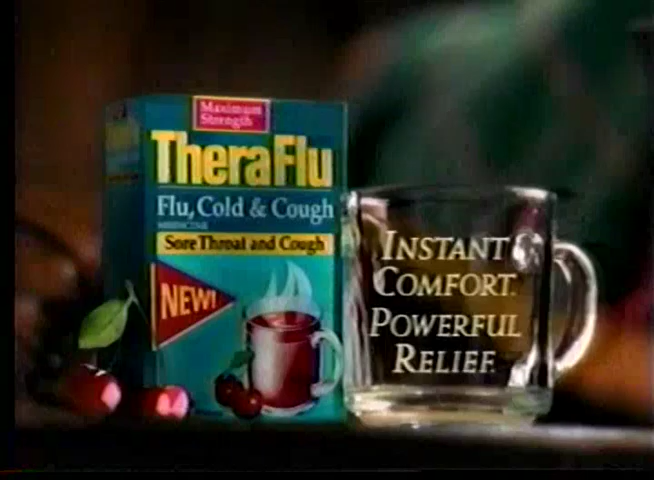 Maximum
Strength
TheraFlu
Flu, Cold & Cough
MEDICINE
Sore Throat and Cough
NEW!
INSTANT
COMFORT.
POWERFUL
RELIEF.